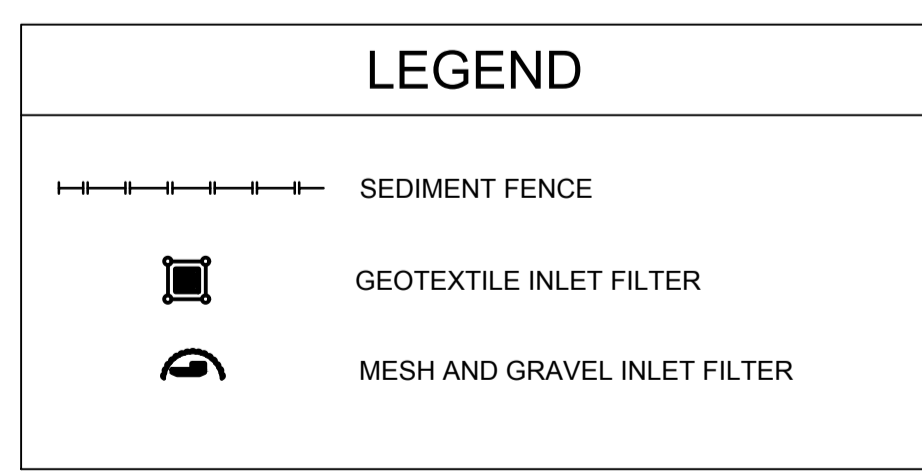 LEGEND
SEDIMENT FENCE
GEOTEXTILE INLET FILTER
MESH AND GRAVEL INLET FILTER